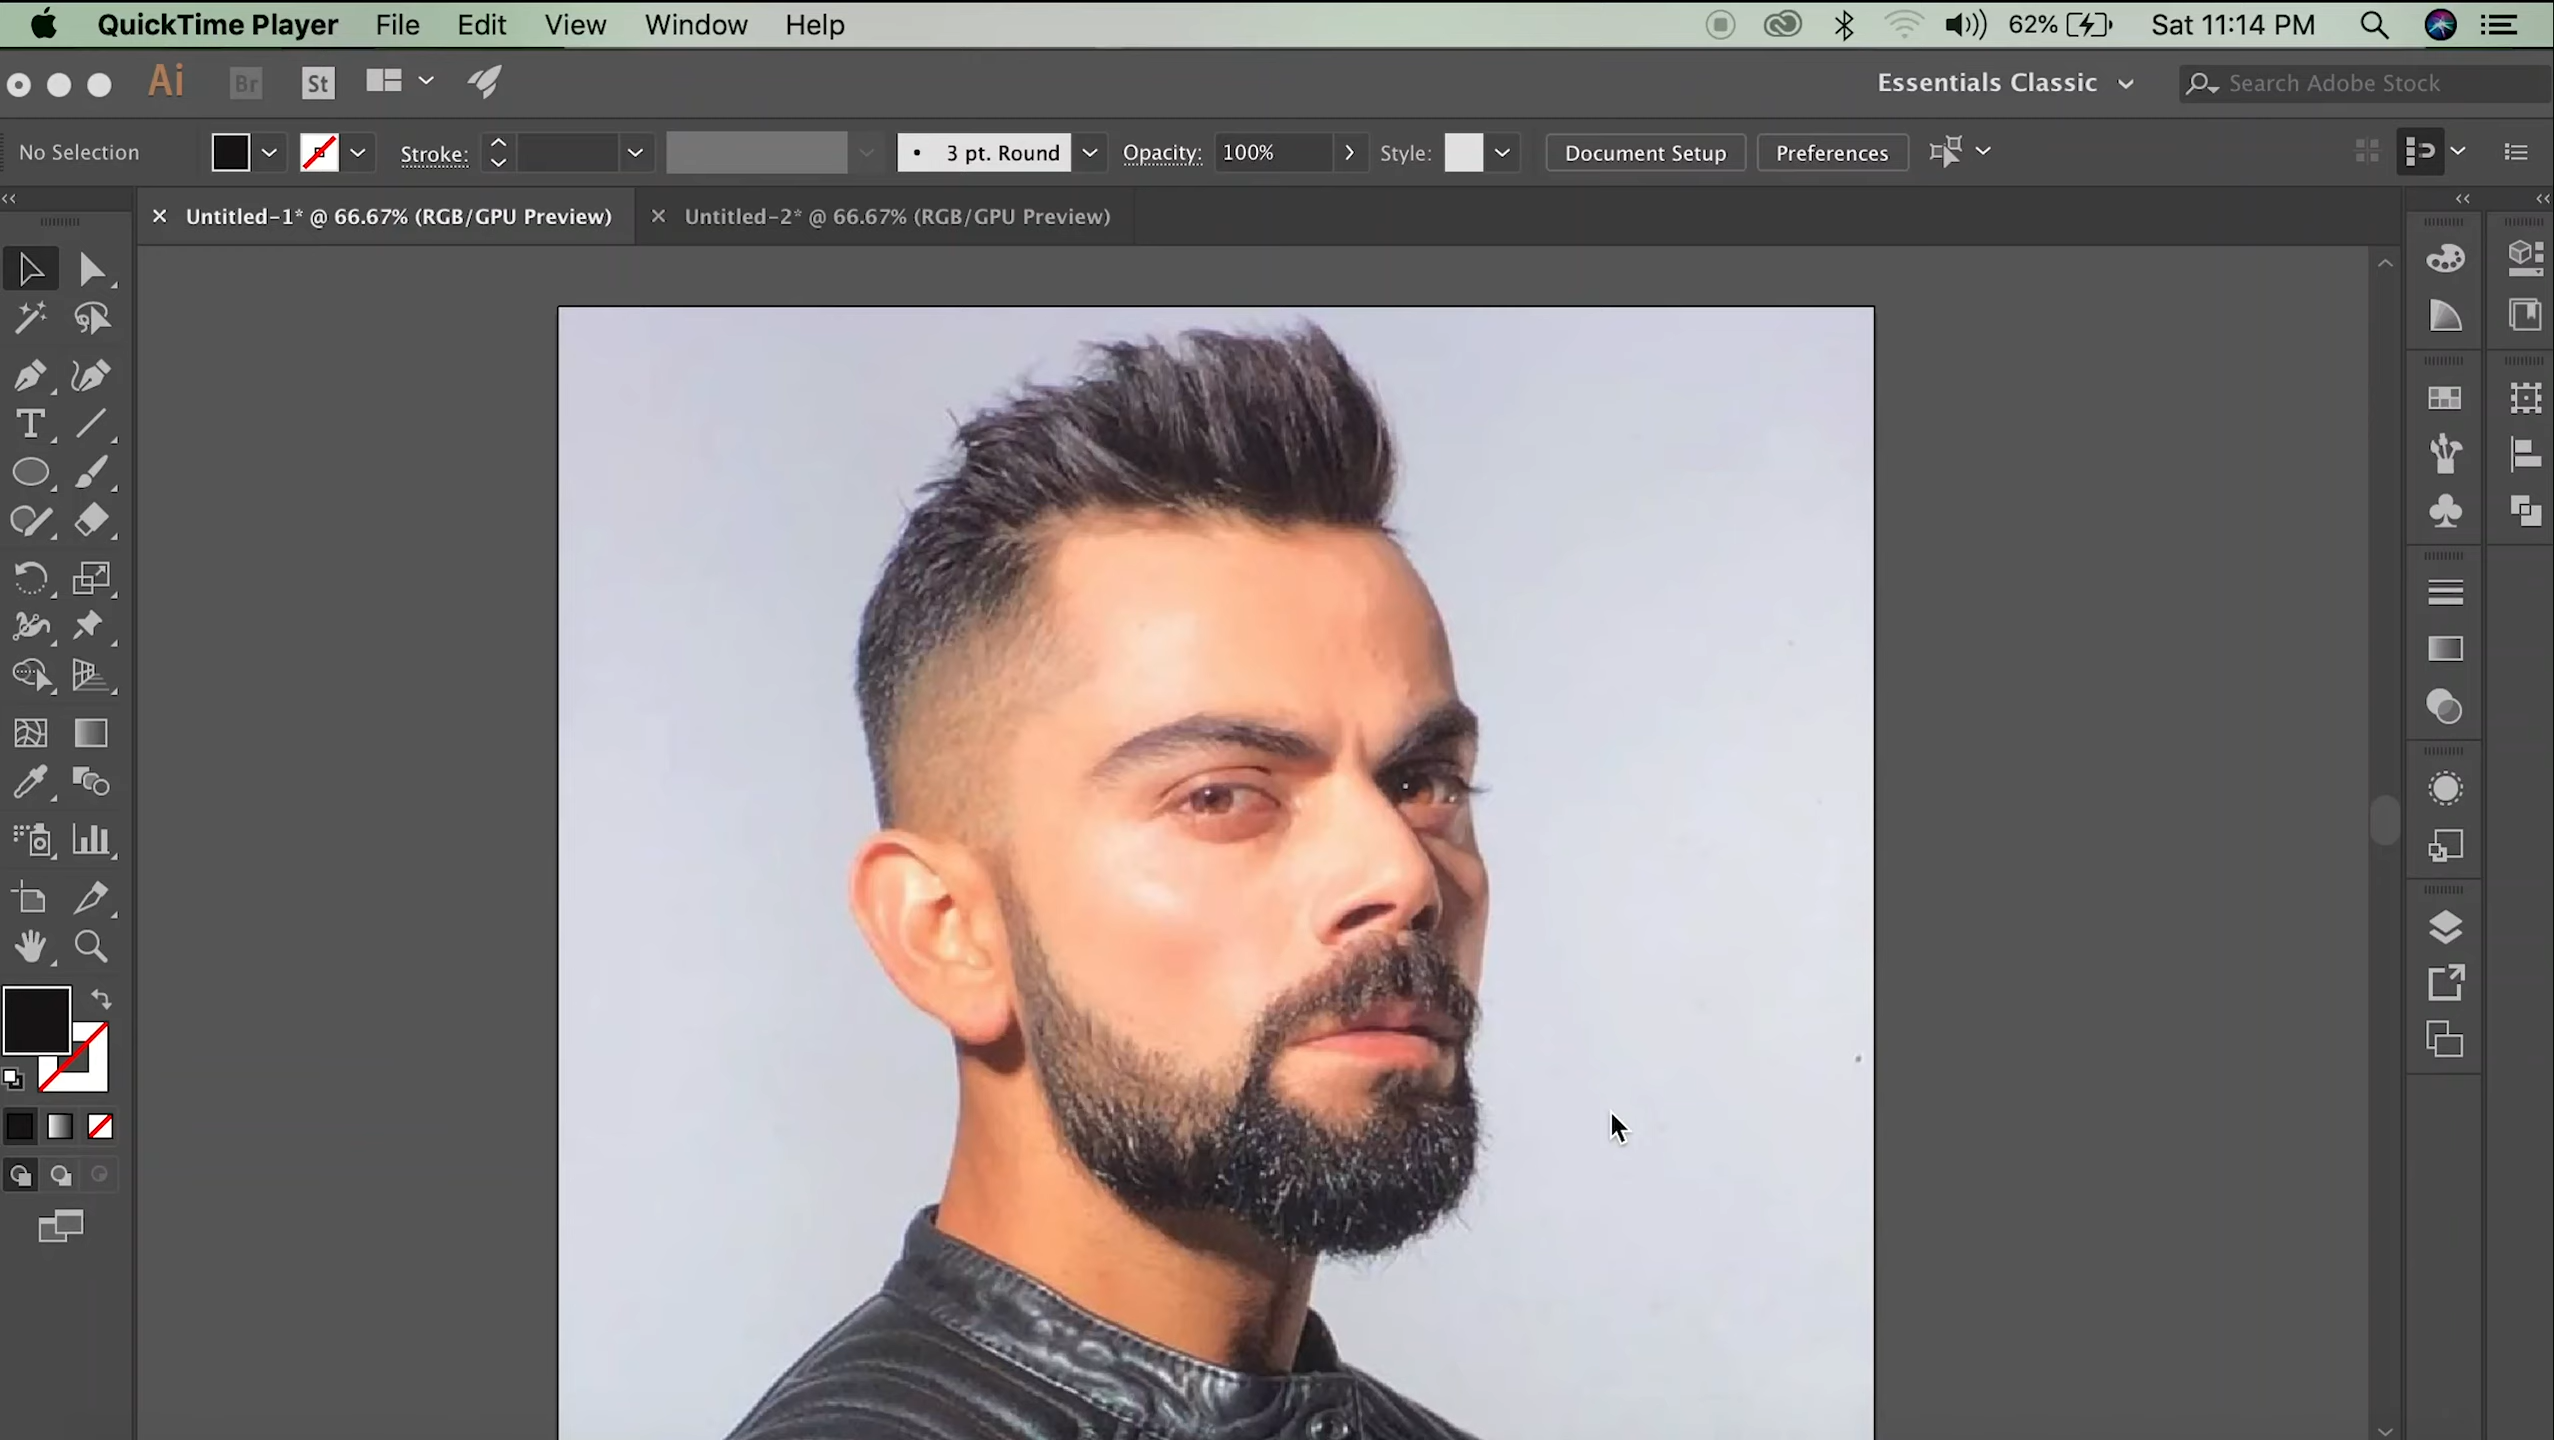 QuickTime Player File Edit View Window Help 62% Sat 11:14 PM
Ai Br St Essentials Classic Search Adobe Stock
No Selection Stroke: 3 pt. Round Opacity: 100% Style: Document Setup Preferences
Untitled-1* @ 66.67% (RGB/GPU Preview) Untitled-2* @ 66.67% (RGB/GPU Preview)